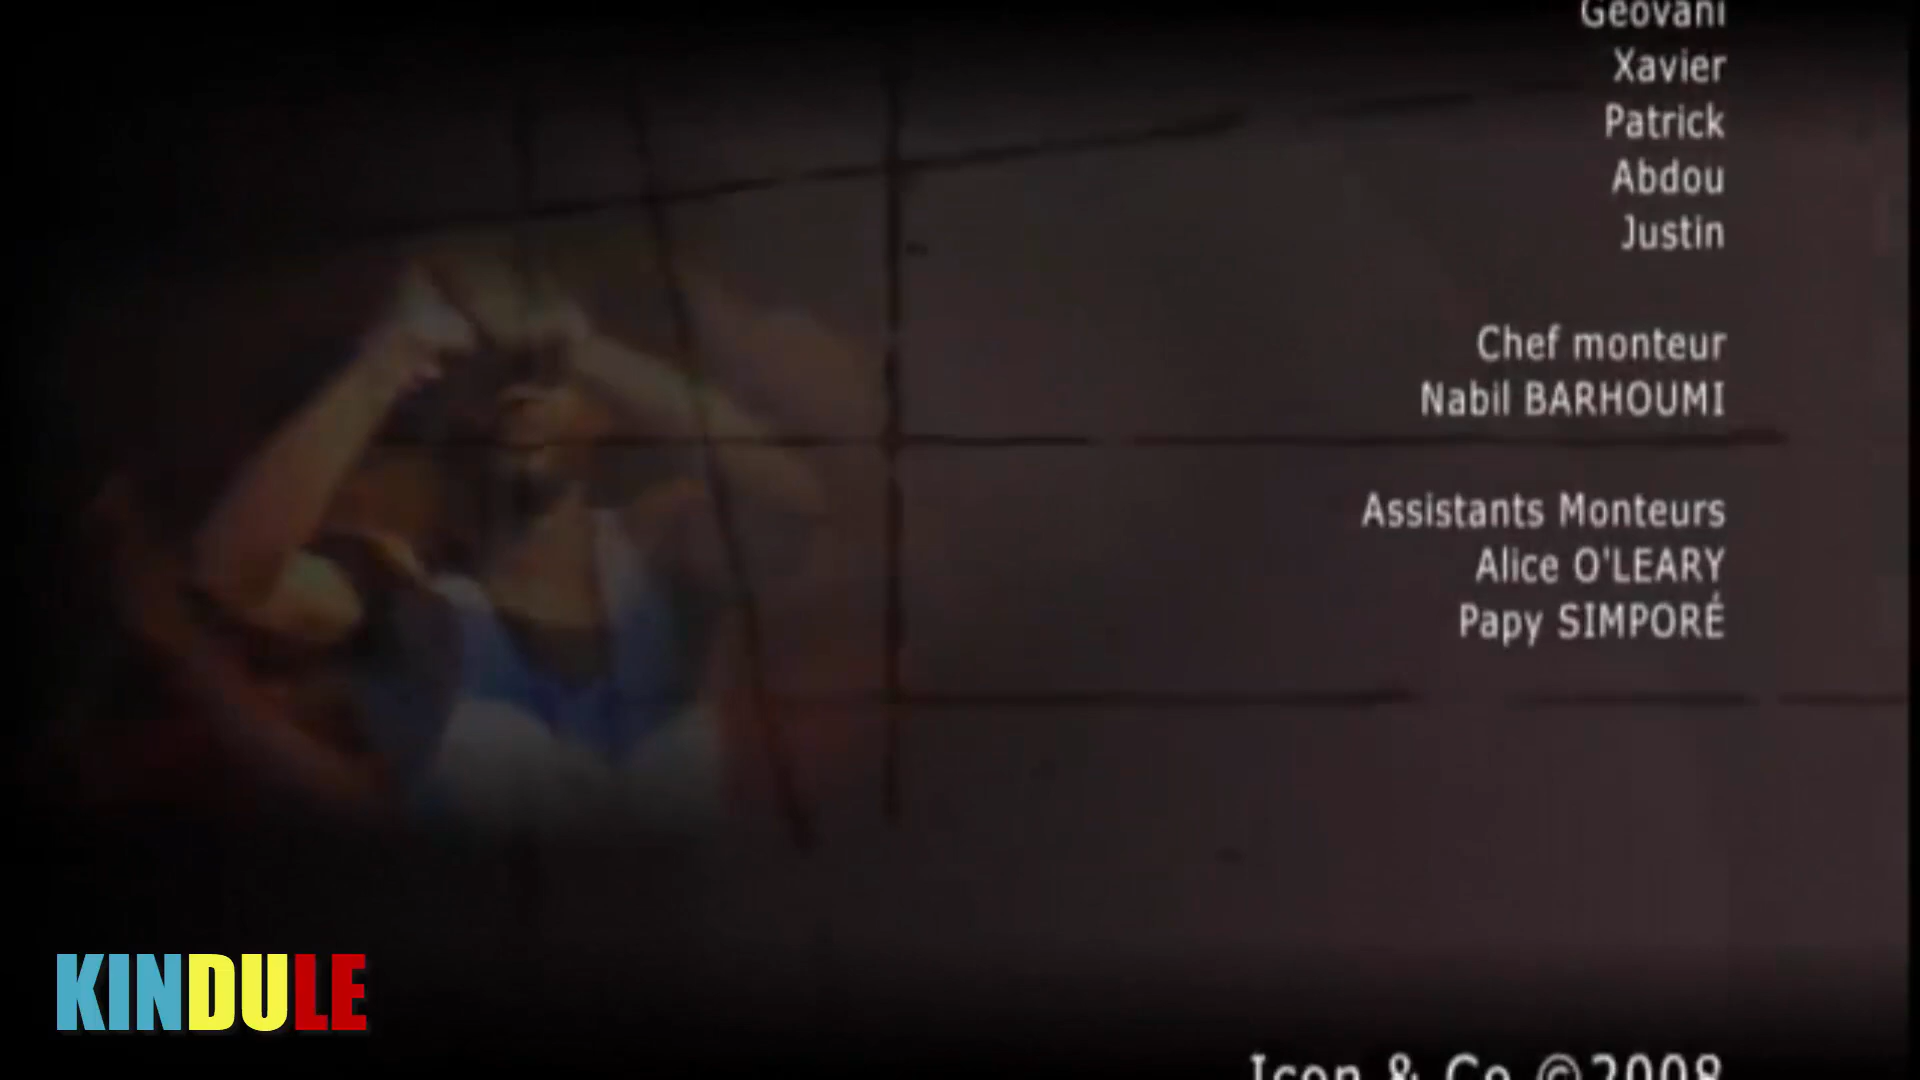 Geovani
Xavier
Patrick
Abdou
Justin
Chef monteur
Nabil BARHOUMI
Assistants Monteurs
Alice O'LEARY
Papy SIMPORÉ
KINDULE
Icon & Co ©2008